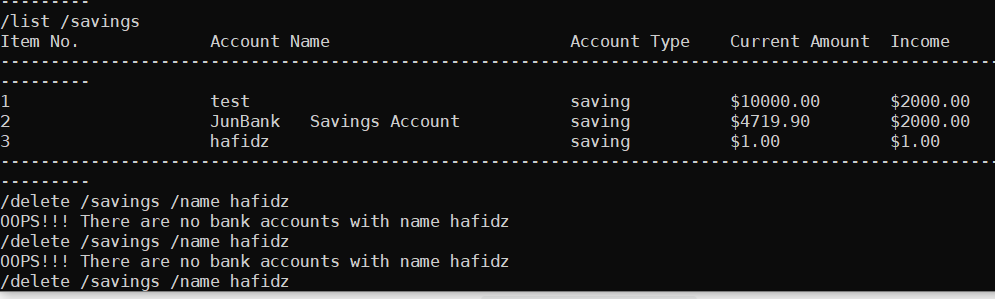 ---------
/list /savings
Item No. Account Name Account Type Current Amount Income
----------------------------------------------------------------------------------------------------
---------
1 test saving $10000.00 $2000.00
2 JunBank   Savings Account saving $4719.90 $2000.00
3 hafidz saving $1.00 $1.00
----------------------------------------------------------------------------------------------------
---------
/delete /savings /name hafidz
OOPS!!! There are no bank accounts with name hafidz
/delete /savings /name hafidz
OOPS!!! There are no bank accounts with name hafidz
/delete /savings /name hafidz